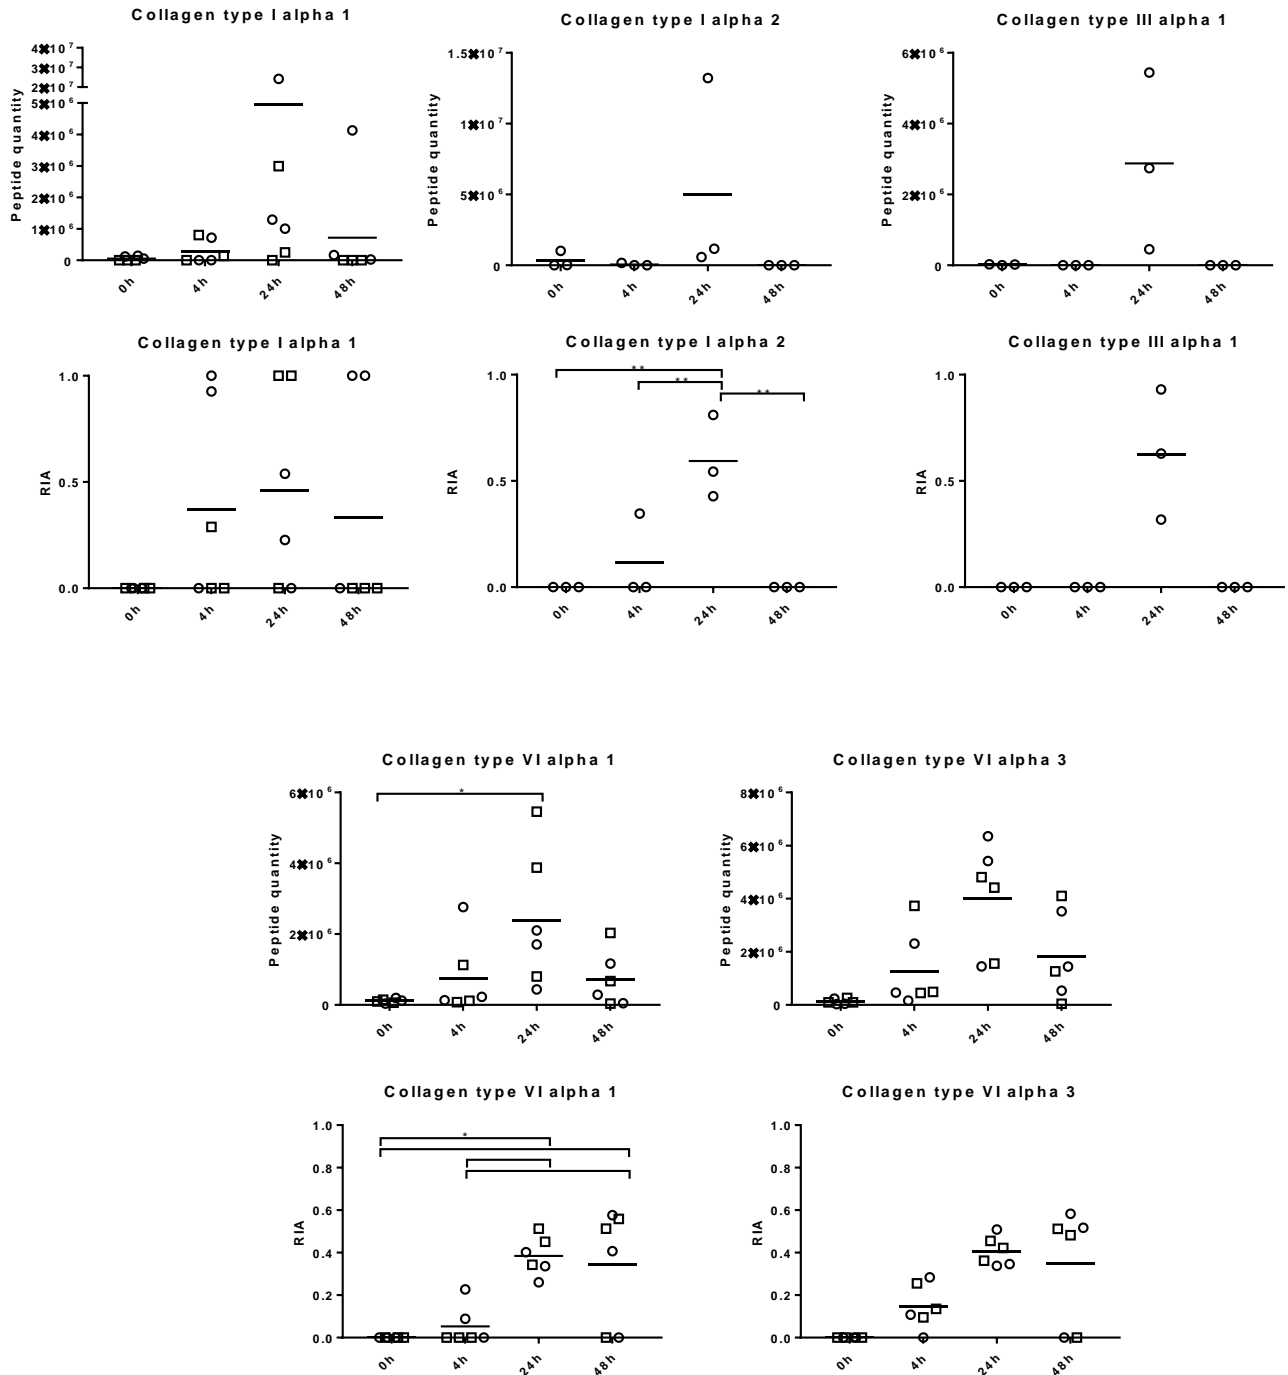 Collagen type I alpha 1
Peptide quantity
4✖10⁷
3✖10⁷
2✖10⁷
5✖10⁶
4✖10⁶
3✖10⁶
2✖10⁶
1✖10⁶
0
0h 4h 24h 48h
Collagen type I alpha 2
Peptide quantity
1.5✖10⁷
1✖10⁷
5✖10⁶
0
0h 4h 24h 48h
Collagen type III alpha 1
Peptide quantity
6✖10⁶
4✖10⁶
2✖10⁶
0
0h 4h 24h 48h
Collagen type I alpha 1
RIA
1.0
0.5
0.0
0h 4h 24h 48h
Collagen type I alpha 2
RIA
**
**
**
1.0
0.5
0.0
0h 4h 24h 48h
Collagen type III alpha 1
RIA
1.0
0.5
0.0
0h 4h 24h 48h
Collagen type VI alpha 1
Peptide quantity
*
6✖10⁶
4✖10⁶
2✖10⁶
0
0h 4h 24h 48h
Collagen type VI alpha 3
Peptide quantity
8✖10⁶
6✖10⁶
4✖10⁶
2✖10⁶
0
0h 4h 24h 48h
Collagen type VI alpha 1
RIA
*
1.0
0.8
0.6
0.4
0.2
0.0
0h 4h 24h 48h
Collagen type VI alpha 3
RIA
1.0
0.8
0.6
0.4
0.2
0.0
0h 4h 24h 48h